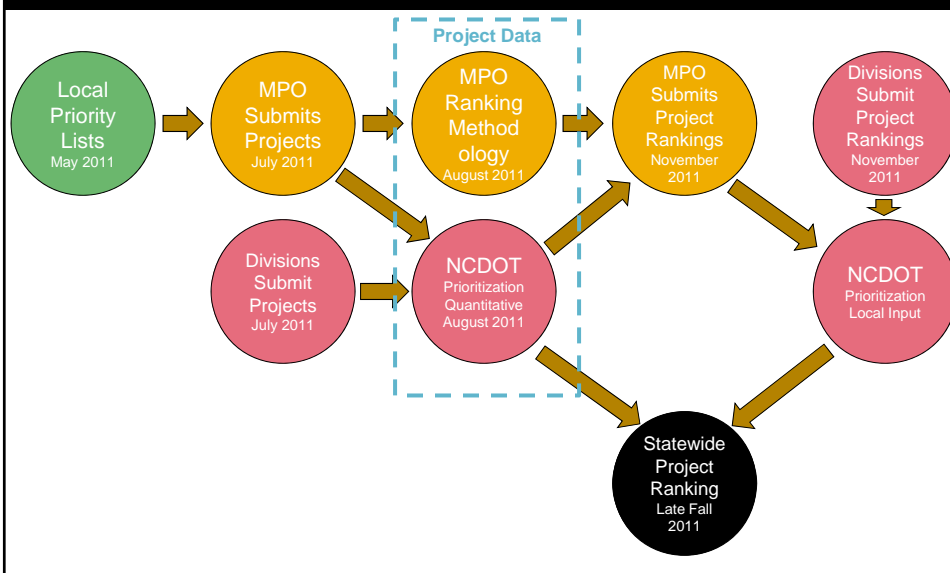 Project Data
Local
Priority
Lists
May 2011
MPO
Submits
Projects
July 2011
MPO
Ranking
Method
ology
August 2011
MPO
Submits
Project
Rankings
November
2011
Divisions
Submit
Project
Rankings
November
2011
Divisions
Submit
Projects
July 2011
NCDOT
Prioritization
Quantitative
August 2011
NCDOT
Prioritization
Local Input
Statewide
Project
Ranking
Late Fall
2011